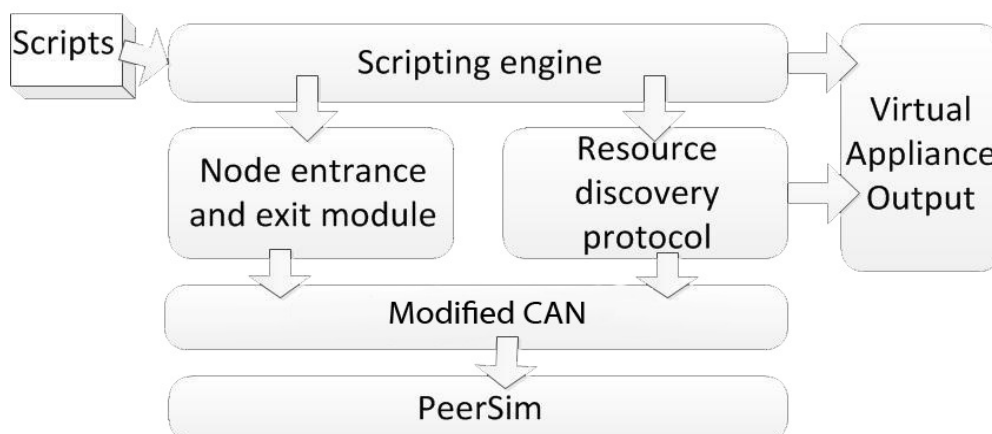 Scripts
Scripting engine
Node entrance
and exit module
Resource
discovery
protocol
Virtual
Appliance
Output
Modified CAN
PeerSim